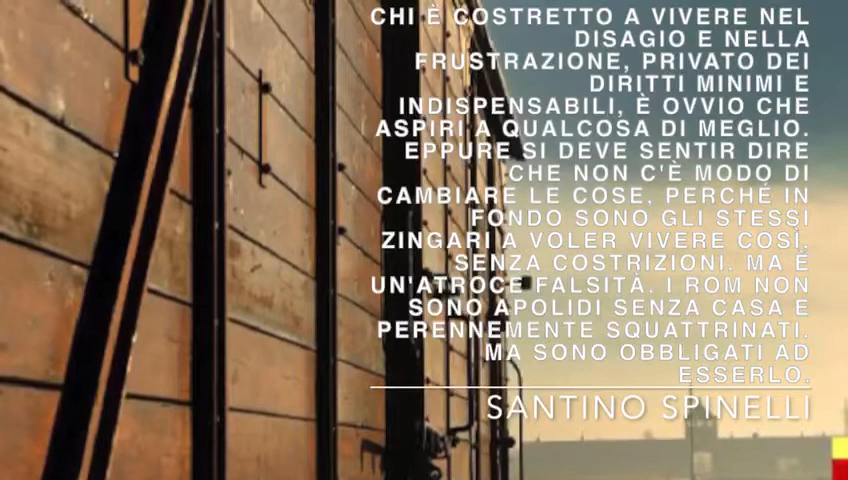 CHI È COSTRETTO A VIVERE NEL
DISAGIO E NELLA
FRUSTRAZIONE, PRIVATO DEI
DIRITTI MINIMI E
INDISPENSABILI, È OVVIO CHE
ASPIRI A QUALCOSA DI MEGLIO.
EPPURE SI DEVE SENTIR DIRE
CHE NON C'È MODO DI
CAMBIARE LE COSE, PERCHÉ IN
FONDO SONO GLI STESSI
ZINGARI A VOLER VIVERE COSÌ,
SENZA COSTRIZIONI. MA È
UN'ATROCE FALSITÀ. I ROM NON
SONO APOLIDI SENZA CASA E
PERENNEMENTE SQUATTRINATI.
MA SONO OBBLIGATI AD
ESSERLO.
SANTINO SPINELLI